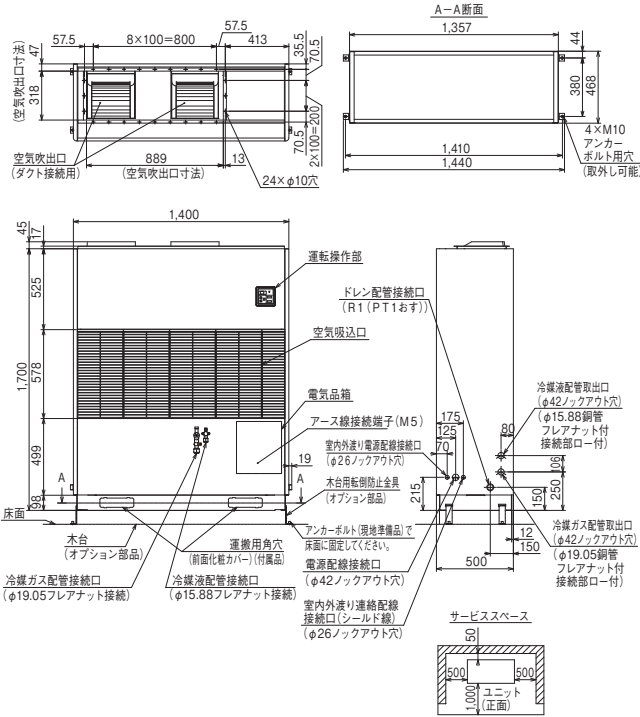 57.5
8×100=800
57.5
413
47
318
(空気吹出口寸法)
35.5
70.5
2×100=200
70.5
空気吹出口
(ダクト接続用)
889
(空気吹出口寸法)
13
24×φ10穴
A−A断面
1,357
44
380
468
1,410
1,440
4×M10
アンカー
ボルト用穴
(取外し可能)
1,400
45
17
525
1,700
578
499
98
A
A
19
運転操作部
空気吸込口
電気品箱
アース線接続端子(M5)
木台用転倒防止金具
(オプション部品)
アンカーボルト(現地準備品)で
床面に固定してください。
床面
木台
(オプション部品)
運搬用角穴
(前面化粧カバー)(付属品)
冷媒ガス配管接続口
(φ19.05フレアナット接続)
冷媒液配管接続口
(φ15.88フレアナット接続)
ドレン配管接続口
(R1(PT1おす))
175
125
70
室内外渡り電源配線接続口
(φ26ノックアウト穴)
215
電源配線接続口
(φ42ノックアウト穴)
室内外渡り連絡配線
接続口(シールド線)
φ26ノックアウト穴)
冷媒液配管取出口
(φ42ノックアウト穴)
(φ15.88銅管
フレアナット付
接続部ロー付)
80
106
250
150
12
150
500
冷媒ガス配管取出口
(φ42ノックアウト穴)
(φ19.05銅管
フレアナット付
接続部ロー付)
サービススペース
50
500
500
1,000
ユニット
(正面)